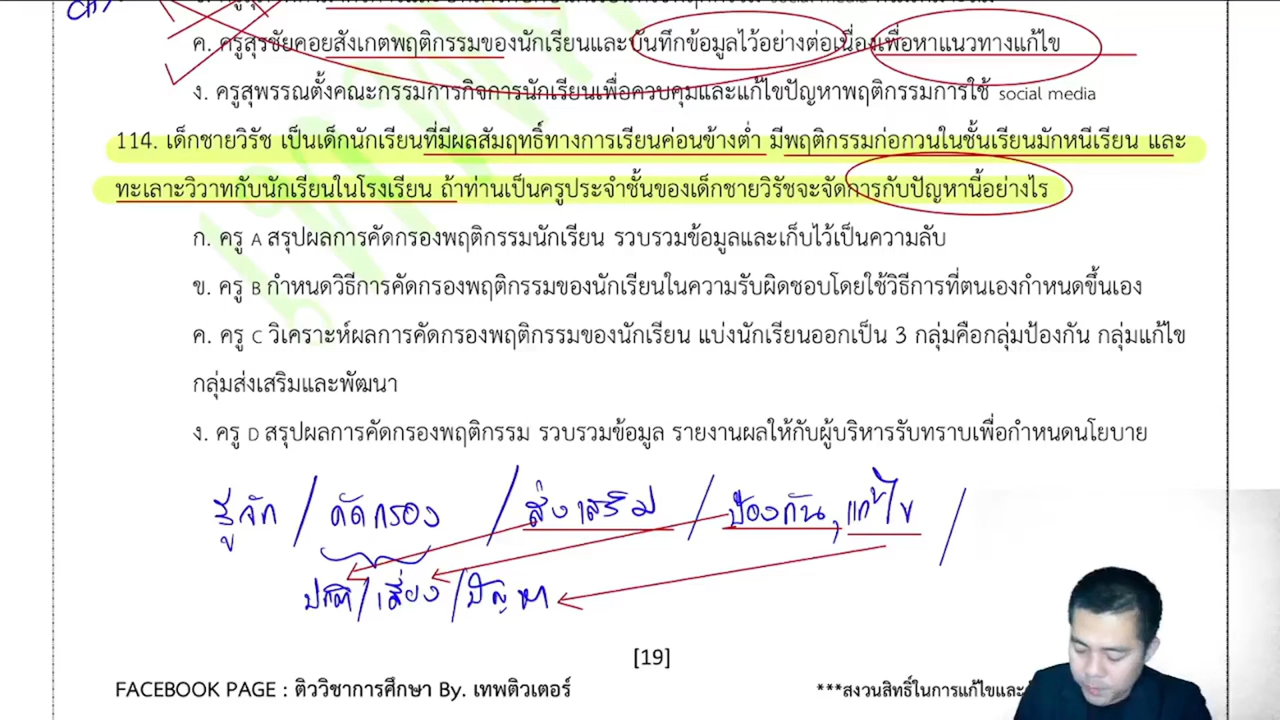 social media
ค. ครูสุรชัยคอยสังเกตพฤติกรรมของนักเรียนและบันทึกข้อมูลไว้อย่างต่อเนื่องเพื่อหาแนวทางแก้ไข
ง. ครูสุพรรณตั้งคณะกรรมการกิจการนักเรียนเพื่อควบคุมและแก้ไขปัญหาพฤติกรรมการใช้ social media
114. เด็กชายวิรัช เป็นเด็กนักเรียนที่มีผลสัมฤทธิ์ทางการเรียนค่อนข้างต่ำ มีพฤติกรรมก่อกวนในชั้นเรียนมักหนีเรียน และ
ทะเลาะวิวาทกับนักเรียนในโรงเรียน ถ้าท่านเป็นครูประจำชั้นของเด็กชายวิรัชจะจัดการกับปัญหานี้อย่างไร
ก. ครู A สรุปผลการคัดกรองพฤติกรรมนักเรียน รวบรวมข้อมูลและเก็บไว้เป็นความลับ
ข. ครู B กำหนดวิธีการคัดกรองพฤติกรรมของนักเรียนในความรับผิดชอบโดยใช้วิธีการที่ตนเองกำหนดขึ้นเอง
ค. ครู C วิเคราะห์ผลการคัดกรองพฤติกรรมของนักเรียน แบ่งนักเรียนออกเป็น 3 กลุ่มคือกลุ่มป้องกัน กลุ่มแก้ไข
กลุ่มส่งเสริมและพัฒนา
ง. ครู D สรุปผลการคัดกรองพฤติกรรม รวบรวมข้อมูล รายงานผลให้กับผู้บริหารรับทราบเพื่อกำหนดนโยบาย
รู้จัก / คัดกรอง / ส่งเสริม / ป้องกัน, แก้ไข /
ปกติ / เสี่ยง / ปัญหา
[19]
FACEBOOK PAGE : ติววิชาการศึกษา By. เทพติวเตอร์
***สงวนสิทธิ์ในการแก้ไขและ